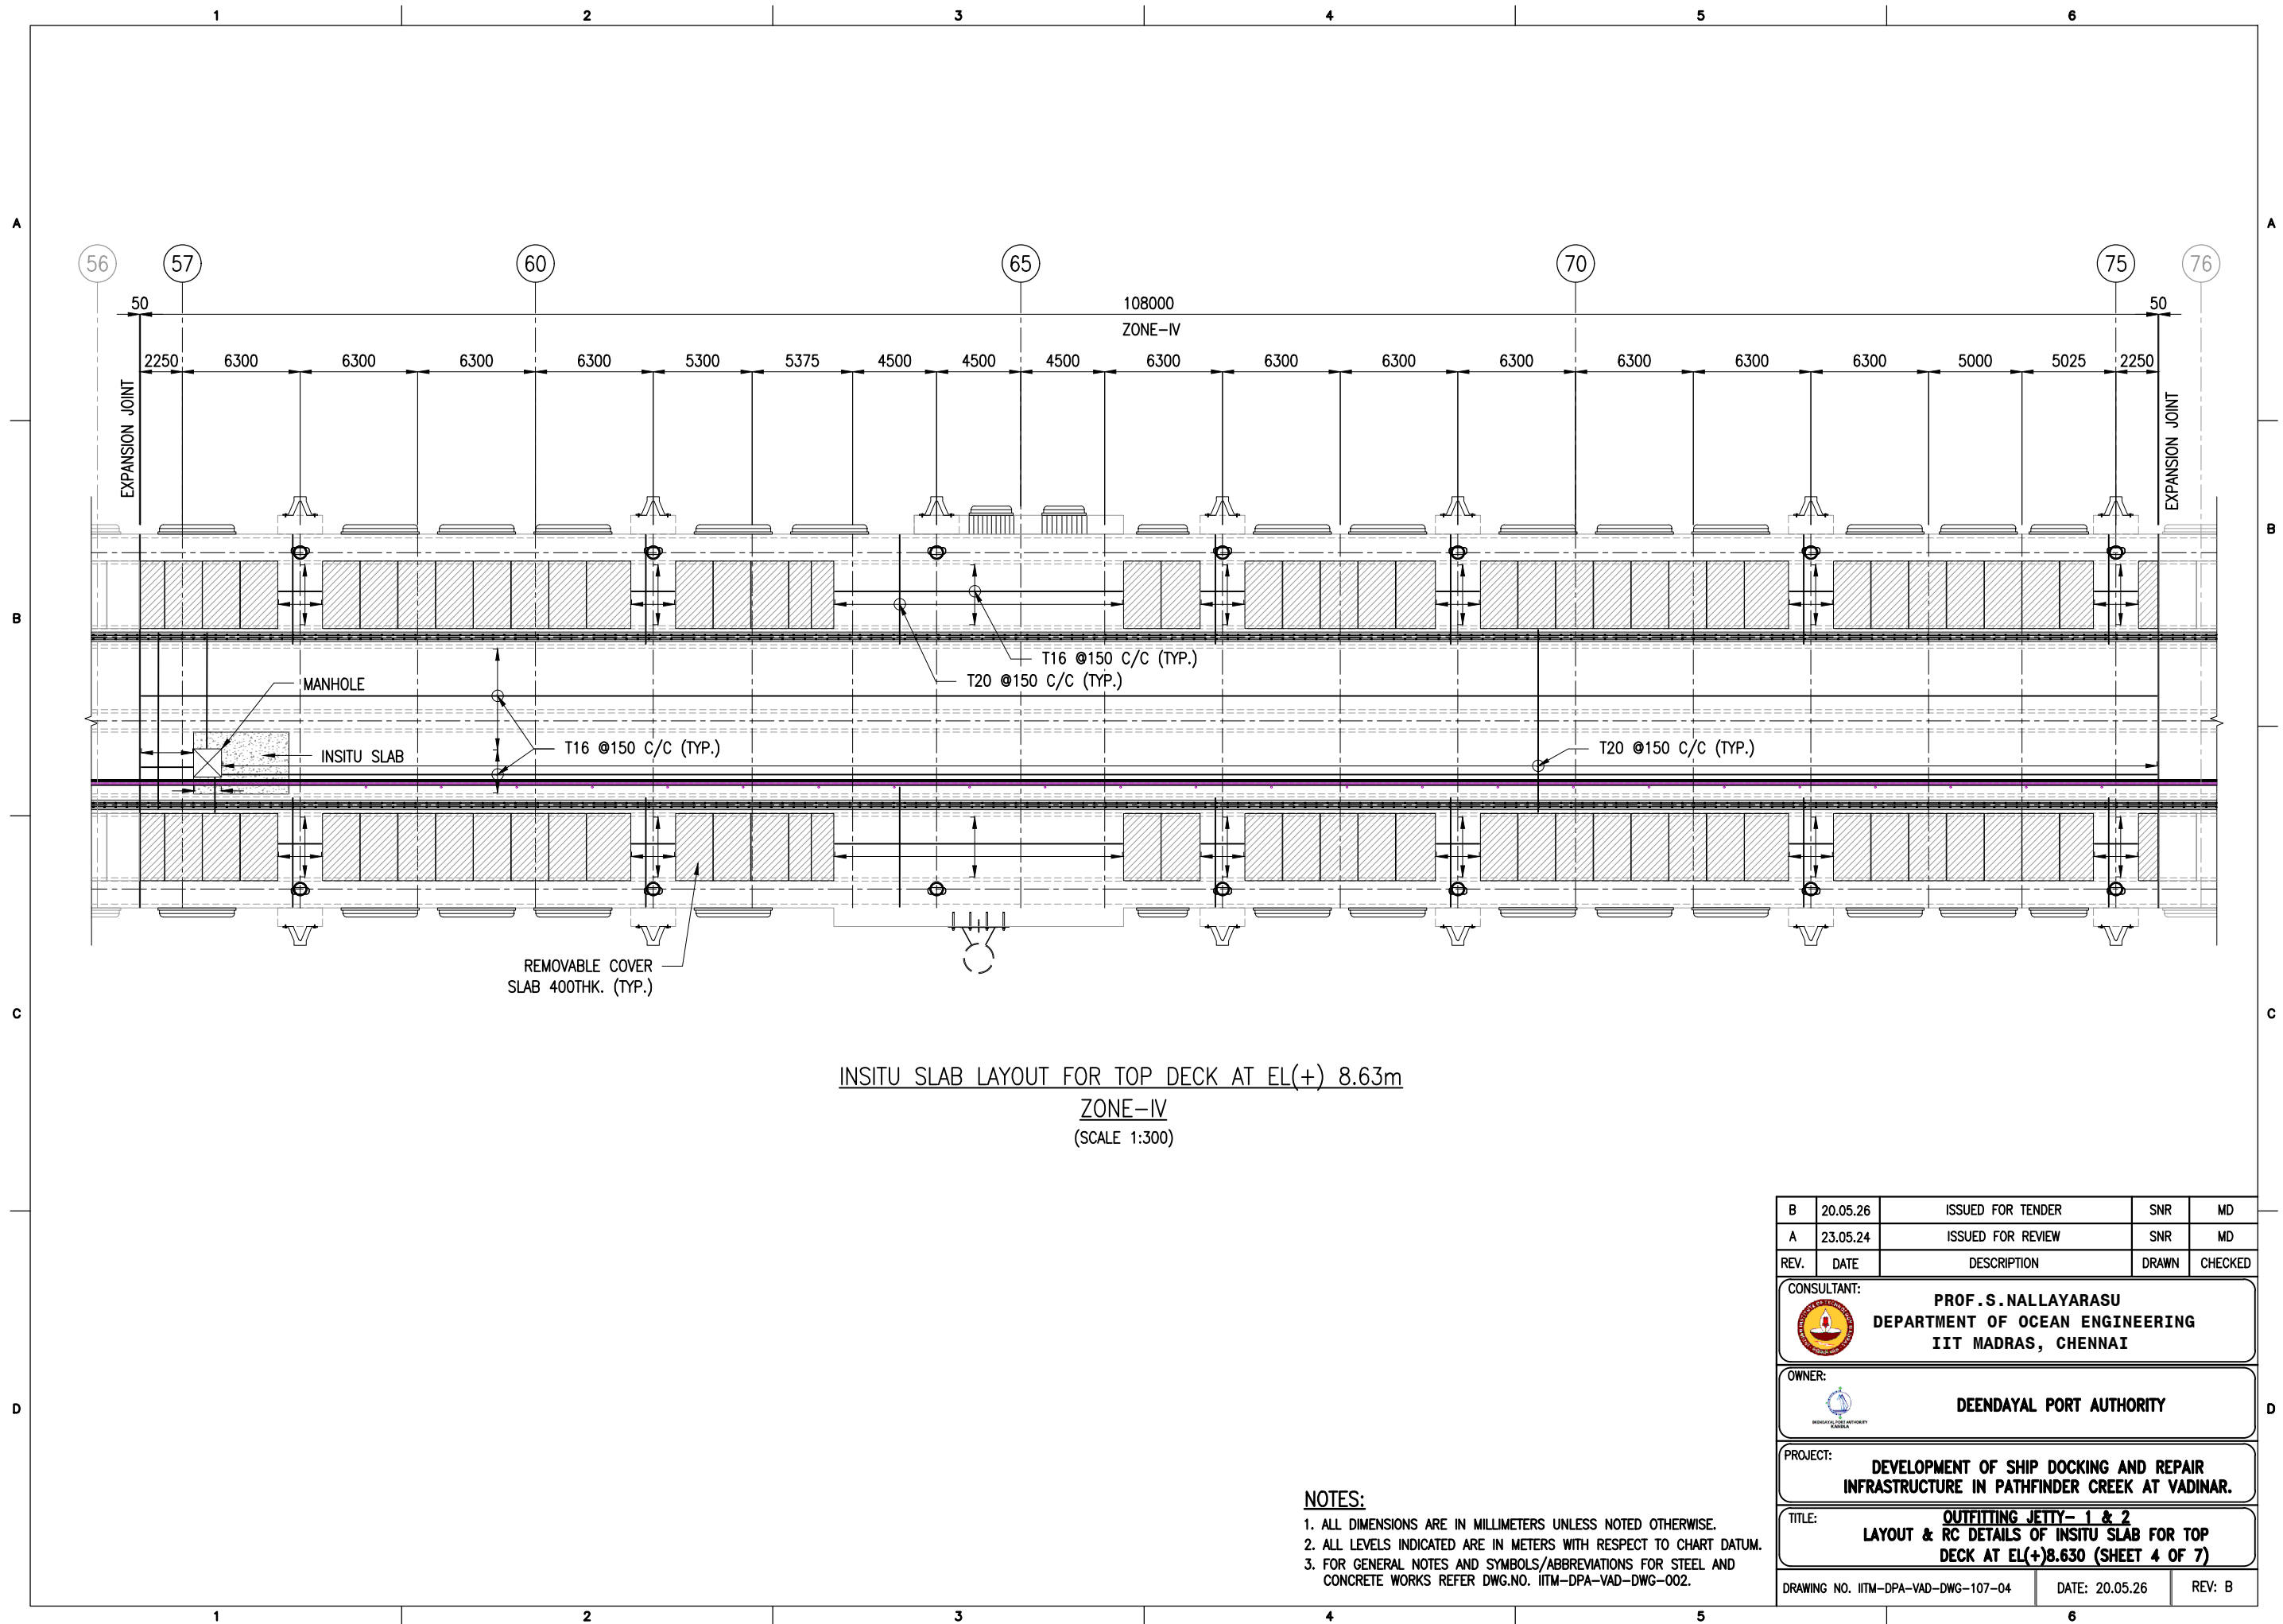 1 2 3 4 5 6
A A
56 57 60 65 70 75 76
50 108000 50
ZONE-IV
2250 6300 6300 6300 6300 5300 5375 4500 4500 4500 6300 6300 6300 6300 6300 6300 6300 5000 5025 2250
EXPANSION JOINT
EXPANSION JOINT
B B
B B
T16 @150 C/C (TYP.)
T20 @150 C/C (TYP.)
MANHOLE
INSITU SLAB
T16 @150 C/C (TYP.)
T20 @150 C/C (TYP.)
REMOVABLE COVER
SLAB 400THK. (TYP.)
C C
INSITU SLAB LAYOUT FOR TOP DECK AT EL(+) 8.63m
ZONE-IV
(SCALE 1:300)
B 20.05.26 ISSUED FOR TENDER SNR MD
A 23.05.24 ISSUED FOR REVIEW SNR MD
REV. DATE DESCRIPTION DRAWN CHECKED
CONSULTANT:
PROF.S.NALLAYARASU
DEPARTMENT OF OCEAN ENGINEERING
IIT MADRAS, CHENNAI
OWNER:
DEENDAYAL PORT AUTHORITY
KANDLA
DEENDAYAL PORT AUTHORITY
D D
PROJECT:
DEVELOPMENT OF SHIP DOCKING AND REPAIR
INFRASTRUCTURE IN PATHFINDER CREEK AT VADINAR.
TITLE:
OUTFITTING JETTY- 1 & 2
LAYOUT & RC DETAILS OF INSITU SLAB FOR TOP
DECK AT EL(+)8.630 (SHEET 4 OF 7)
DRAWING NO. IITM-DPA-VAD-DWG-107-04 DATE: 20.05.26 REV: B
NOTES:
1. ALL DIMENSIONS ARE IN MILLIMETERS UNLESS NOTED OTHERWISE.
2. ALL LEVELS INDICATED ARE IN METERS WITH RESPECT TO CHART DATUM.
3. FOR GENERAL NOTES AND SYMBOLS/ABBREVIATIONS FOR STEEL AND
CONCRETE WORKS REFER DWG.NO. IITM-DPA-VAD-DWG-002.
1 2 3 4 5 6